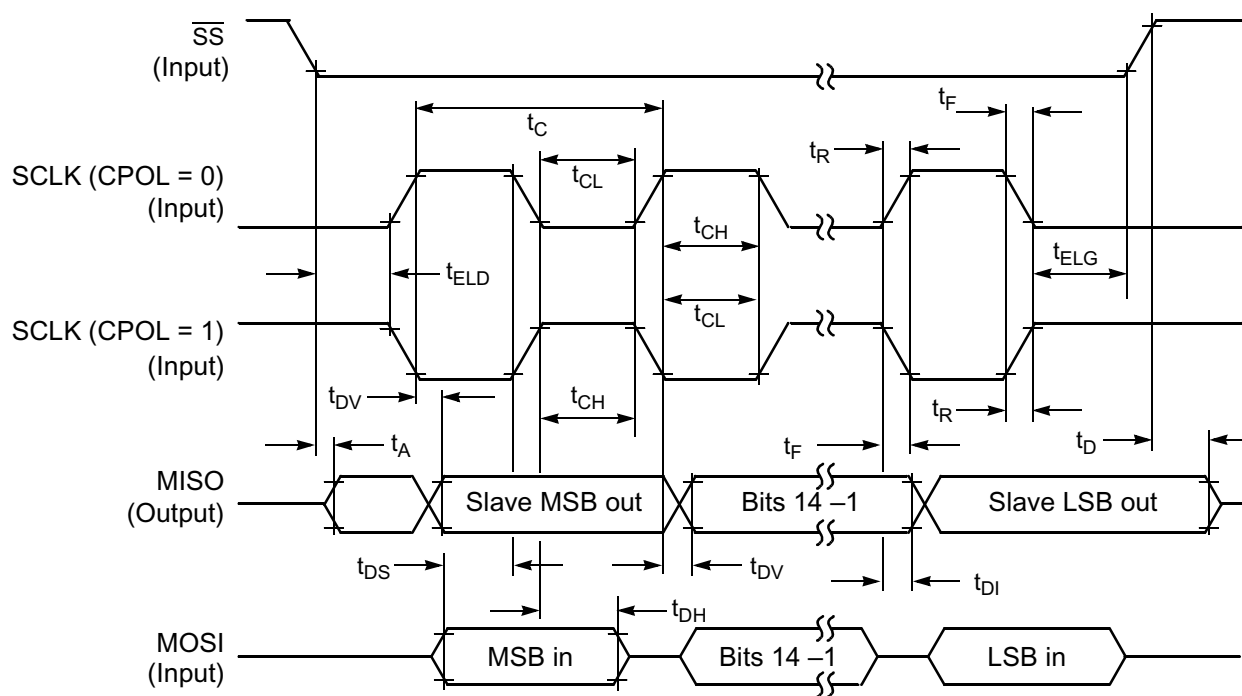 SS
(Input)
tC
tF
tR
SCLK (CPOL = 0)
(Input)
tCL
tCH
tELD
tELG
SCLK (CPOL = 1)
(Input)
tCL
tDV
tCH
tR
tA
tF
tD
MISO
(Output)
Slave MSB out
Bits 14 –1
Slave LSB out
tDS
tDV
tDI
tDH
MOSI
(Input)
MSB in
Bits 14 –1
LSB in